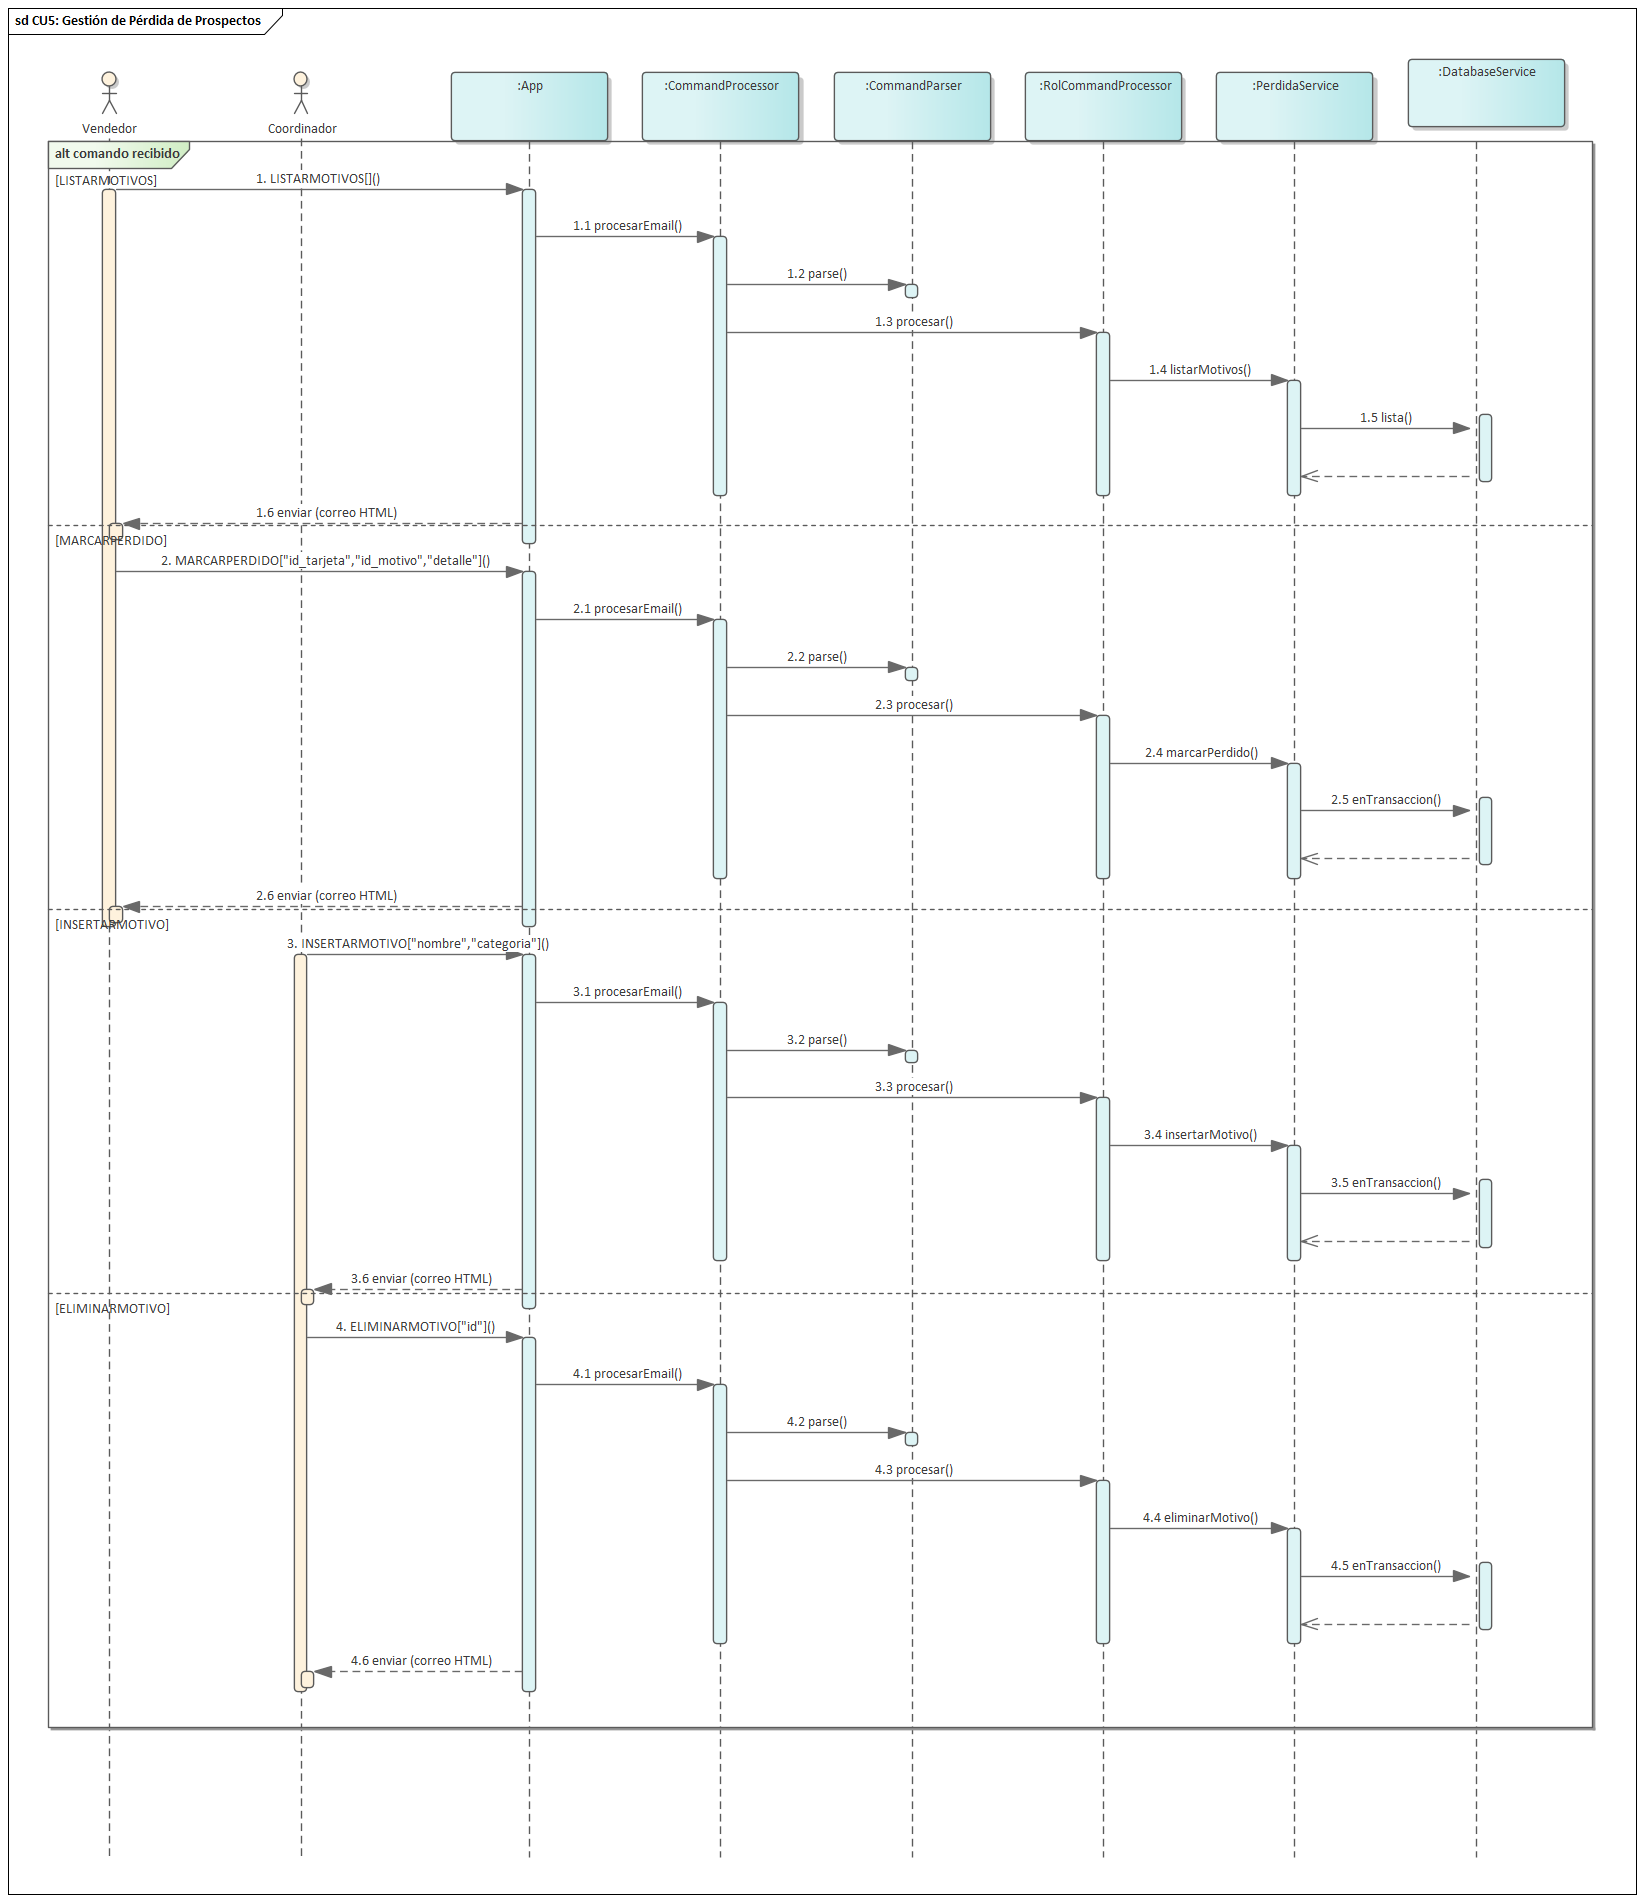 sd CU5: Gestión de Pérdida de Prospectos
Vendedor
Coordinador
:App
:CommandProcessor
:CommandParser
:RolCommandProcessor
:PerdidaService
:DatabaseService
alt comando recibido
[LISTARMOTIVOS]
1. LISTARMOTIVOS[]()
1.1 procesarEmail()
1.2 parse()
1.3 procesar()
1.4 listarMotivos()
1.5 lista()
1.6 enviar (correo HTML)
[MARCARPERDIDO]
2. MARCARPERDIDO["id_tarjeta","id_motivo","detalle"]()
2.1 procesarEmail()
2.2 parse()
2.3 procesar()
2.4 marcarPerdido()
2.5 enTransaccion()
2.6 enviar (correo HTML)
[INSERTARMOTIVO]
3. INSERTARMOTIVO["nombre","categoria"]()
3.1 procesarEmail()
3.2 parse()
3.3 procesar()
3.4 insertarMotivo()
3.5 enTransaccion()
3.6 enviar (correo HTML)
[ELIMINARMOTIVO]
4. ELIMINARMOTIVO["id"]()
4.1 procesarEmail()
4.2 parse()
4.3 procesar()
4.4 eliminarMotivo()
4.5 enTransaccion()
4.6 enviar (correo HTML)